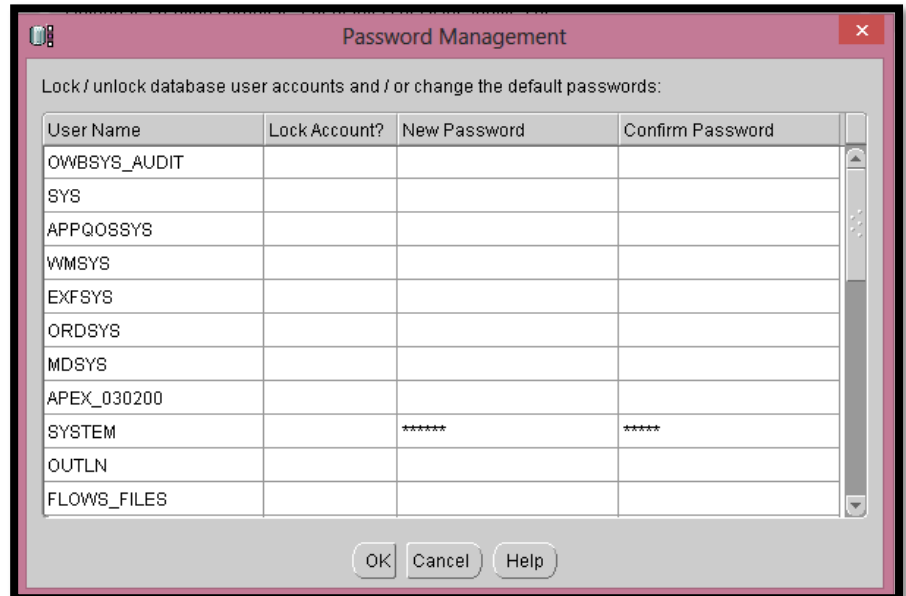 Password Management
Lock / unlock database user accounts and / or change the default passwords:
User Name Lock Account? New Password Confirm Password
OWBSYS_AUDIT
SYS
APPQOSSYS
WMSYS
EXFSYS
ORDSYS
MDSYS
APEX_030200
SYSTEM ****** *****
OUTLN
FLOWS_FILES
OK Cancel Help